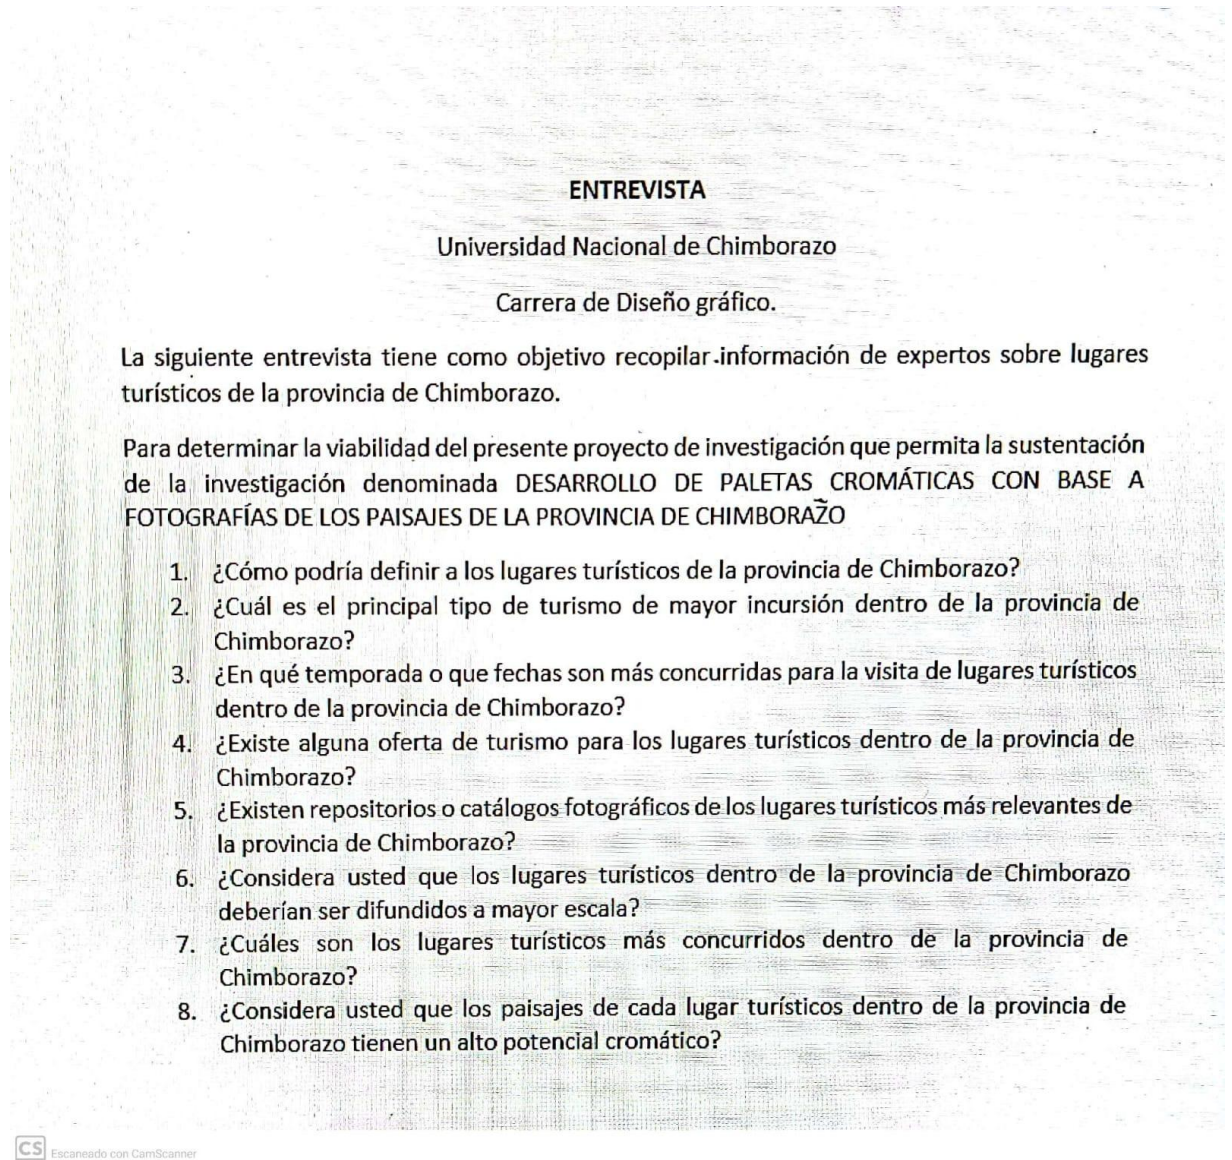 ENTREVISTA
Universidad Nacional de Chimborazo
Carrera de Diseño gráfico.
La siguiente entrevista tiene como objetivo recopilar información de expertos sobre lugares
turísticos de la provincia de Chimborazo.
Para determinar la viabilidad del presente proyecto de investigación que permita la sustentación
de la investigación denominada DESARROLLO DE PALETAS CROMÁTICAS CON BASE A
FOTOGRAFÍAS DE LOS PAISAJES DE LA PROVINCIA DE CHIMBORAZO
1. ¿Cómo podría definir a los lugares turísticos de la provincia de Chimborazo?
2. ¿Cuál es el principal tipo de turismo de mayor incursión dentro de la provincia de
Chimborazo?
3. ¿En qué temporada o que fechas son más concurridas para la visita de lugares turísticos
dentro de la provincia de Chimborazo?
4. ¿Existe alguna oferta de turismo para los lugares turísticos dentro de la provincia de
Chimborazo?
5. ¿Existen repositorios o catálogos fotográficos de los lugares turísticos más relevantes de
la provincia de Chimborazo?
6. ¿Considera usted que los lugares turísticos dentro de la provincia de Chimborazo
deberían ser difundidos a mayor escala?
7. ¿Cuáles son los lugares turísticos más concurridos dentro de la provincia de
Chimborazo?
8. ¿Considera usted que los paisajes de cada lugar turísticos dentro de la provincia de
Chimborazo tienen un alto potencial cromático?
CS Escaneado con CamScanner